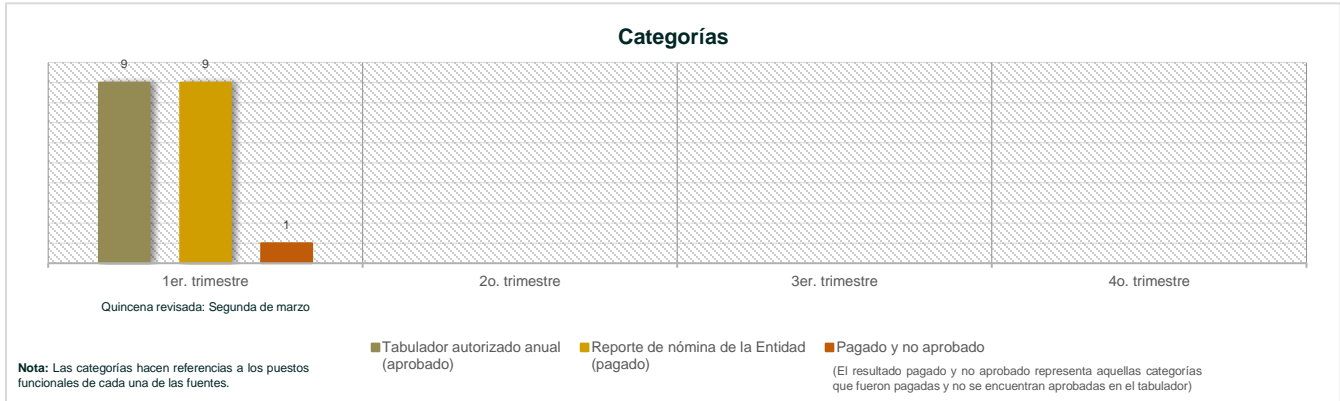 Categorías
9
9
1
1er. trimestre
2o. trimestre
3er. trimestre
4o. trimestre
Quincena revisada: Segunda de marzo
Tabulador autorizado anual
(aprobado)
Reporte de nómina de la Entidad
(pagado)
Pagado y no aprobado
(El resultado pagado y no aprobado representa aquellas categorías
que fueron pagadas y no se encuentran aprobadas en el tabulador)
Nota: Las categorías hacen referencias a los puestos
funcionales de cada una de las fuentes.